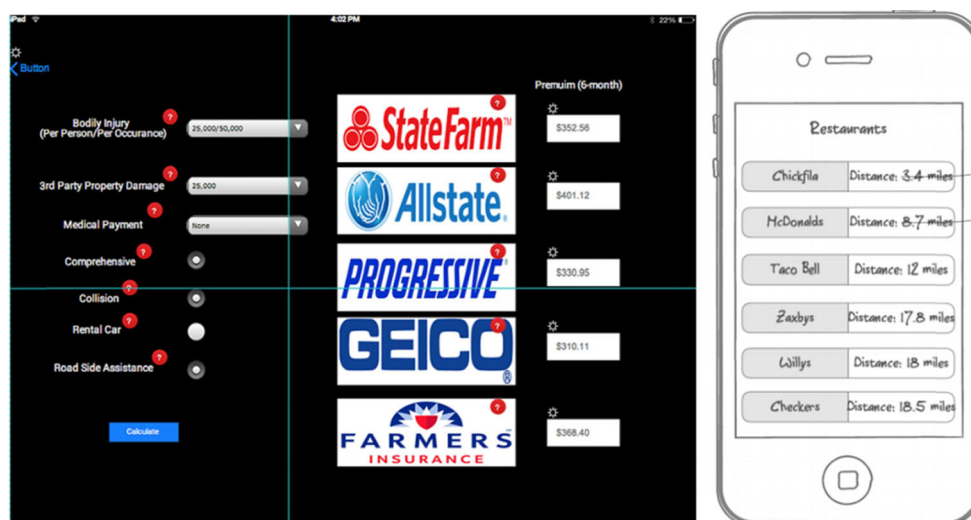 iPad
4:02 PM
22%
Button
Premuim (6-month)
Bodily Injury
(Per Person/Per Occurance)
?
25,000/50,000
3rd Party Property Damage
?
25,000
Medical Payment
?
None
Comprehensive
?
Collision
?
Rental Car
?
Road Side Assistance
?
Calculate
StateFarm™
?
$352.56
Allstate®
?
$401.12
PROGRESSIVE®
?
$330.95
GEICO®
?
$310.11
FARMERS
INSURANCE
?
$368.40
Restaurants
Chickfila
Distance: 3.4 miles
McDonalds
Distance: 8.7 miles
Taco Bell
Distance: 12 miles
Zaxbys
Distance: 17.8 miles
Willys
Distance: 18 miles
Checkers
Distance: 18.5 miles